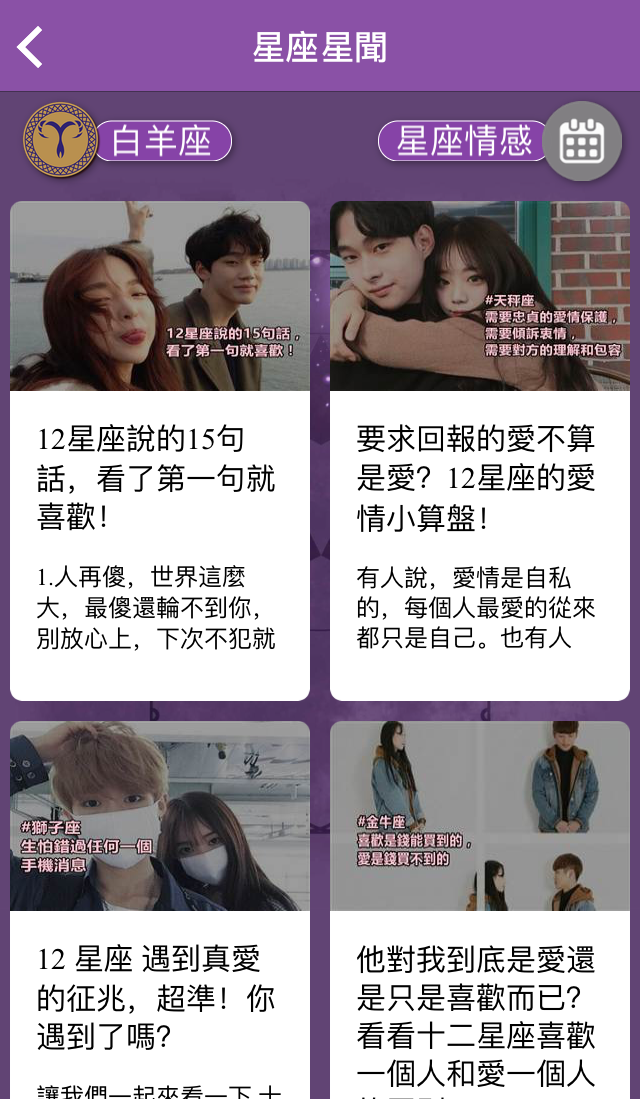 星座星聞
白羊座
星座情感
12星座說的15句話，
看了第一句就喜歡！
12星座說的15句
話，看了第一句就
喜歡！
1.人再傻，世界這麼
大，最傻還輪不到你，
別放心上，下次不犯就
#天秤座
需要忠貞的愛情保護，
需要傾訴衷情，
需要對方的理解和包容
要求回報的愛不算
是愛？12星座的愛
情小算盤！
有人說，愛情是自私
的，每個人最愛的從來
都只是自己。也有人
#獅子座
生怕錯過任何一個
手機消息
12 星座 遇到真愛
的征兆，超準！你
遇到了嗎？
讓我們一起來看一下 十
#金牛座
喜歡是錢能買到的，
愛是錢買不到的
他對我到底是愛還
是只是喜歡而已？
看看十二星座喜歡
一個人和愛一個人